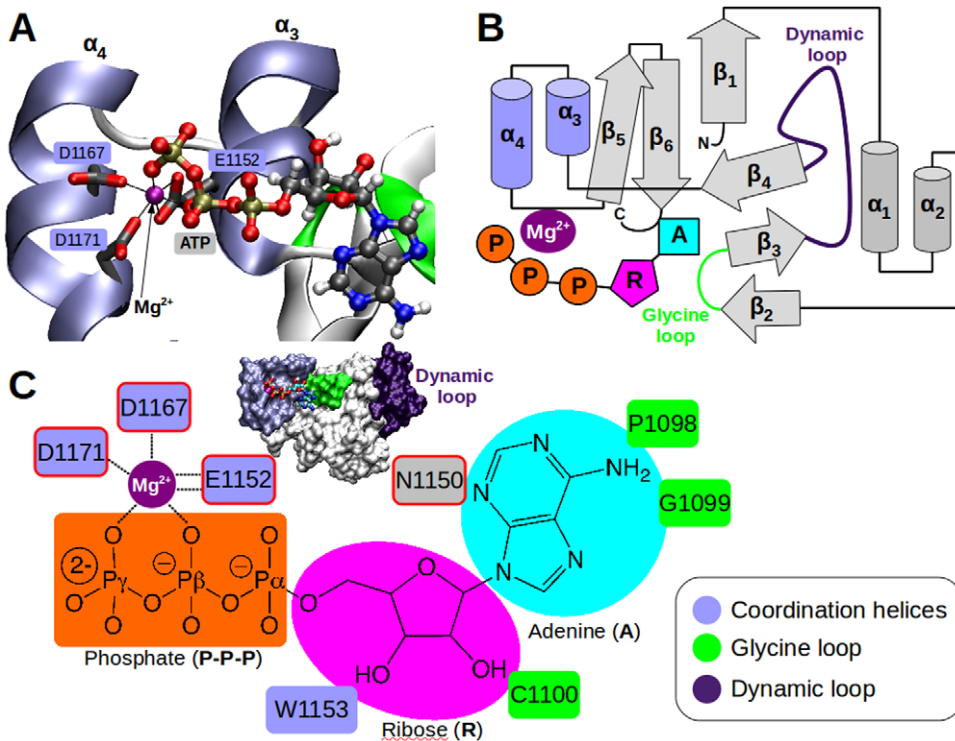 A
α4
α3
D1167
E1152
D1171
ATP
Mg2+
B
Dynamic
loop
β1
α4
α3
β5
β6
N
β4
α1
α2
C
Mg2+
A
β3
P
P
P
R
Glycine
loop
β2
C
Dynamic
loop
D1167
P1098
D1171
Mg2+
E1152
N1150
N
N
NH2
G1099
N
N
N
O
O
O
O
2-
Pγ
−
Pβ
−
Pα
O
O
O
O
O
O
O
O
Phosphate (P-P-P)
Adenine (A)
HO
OH
W1153
C1100
Ribose (R)
Coordination helices
Glycine loop
Dynamic loop